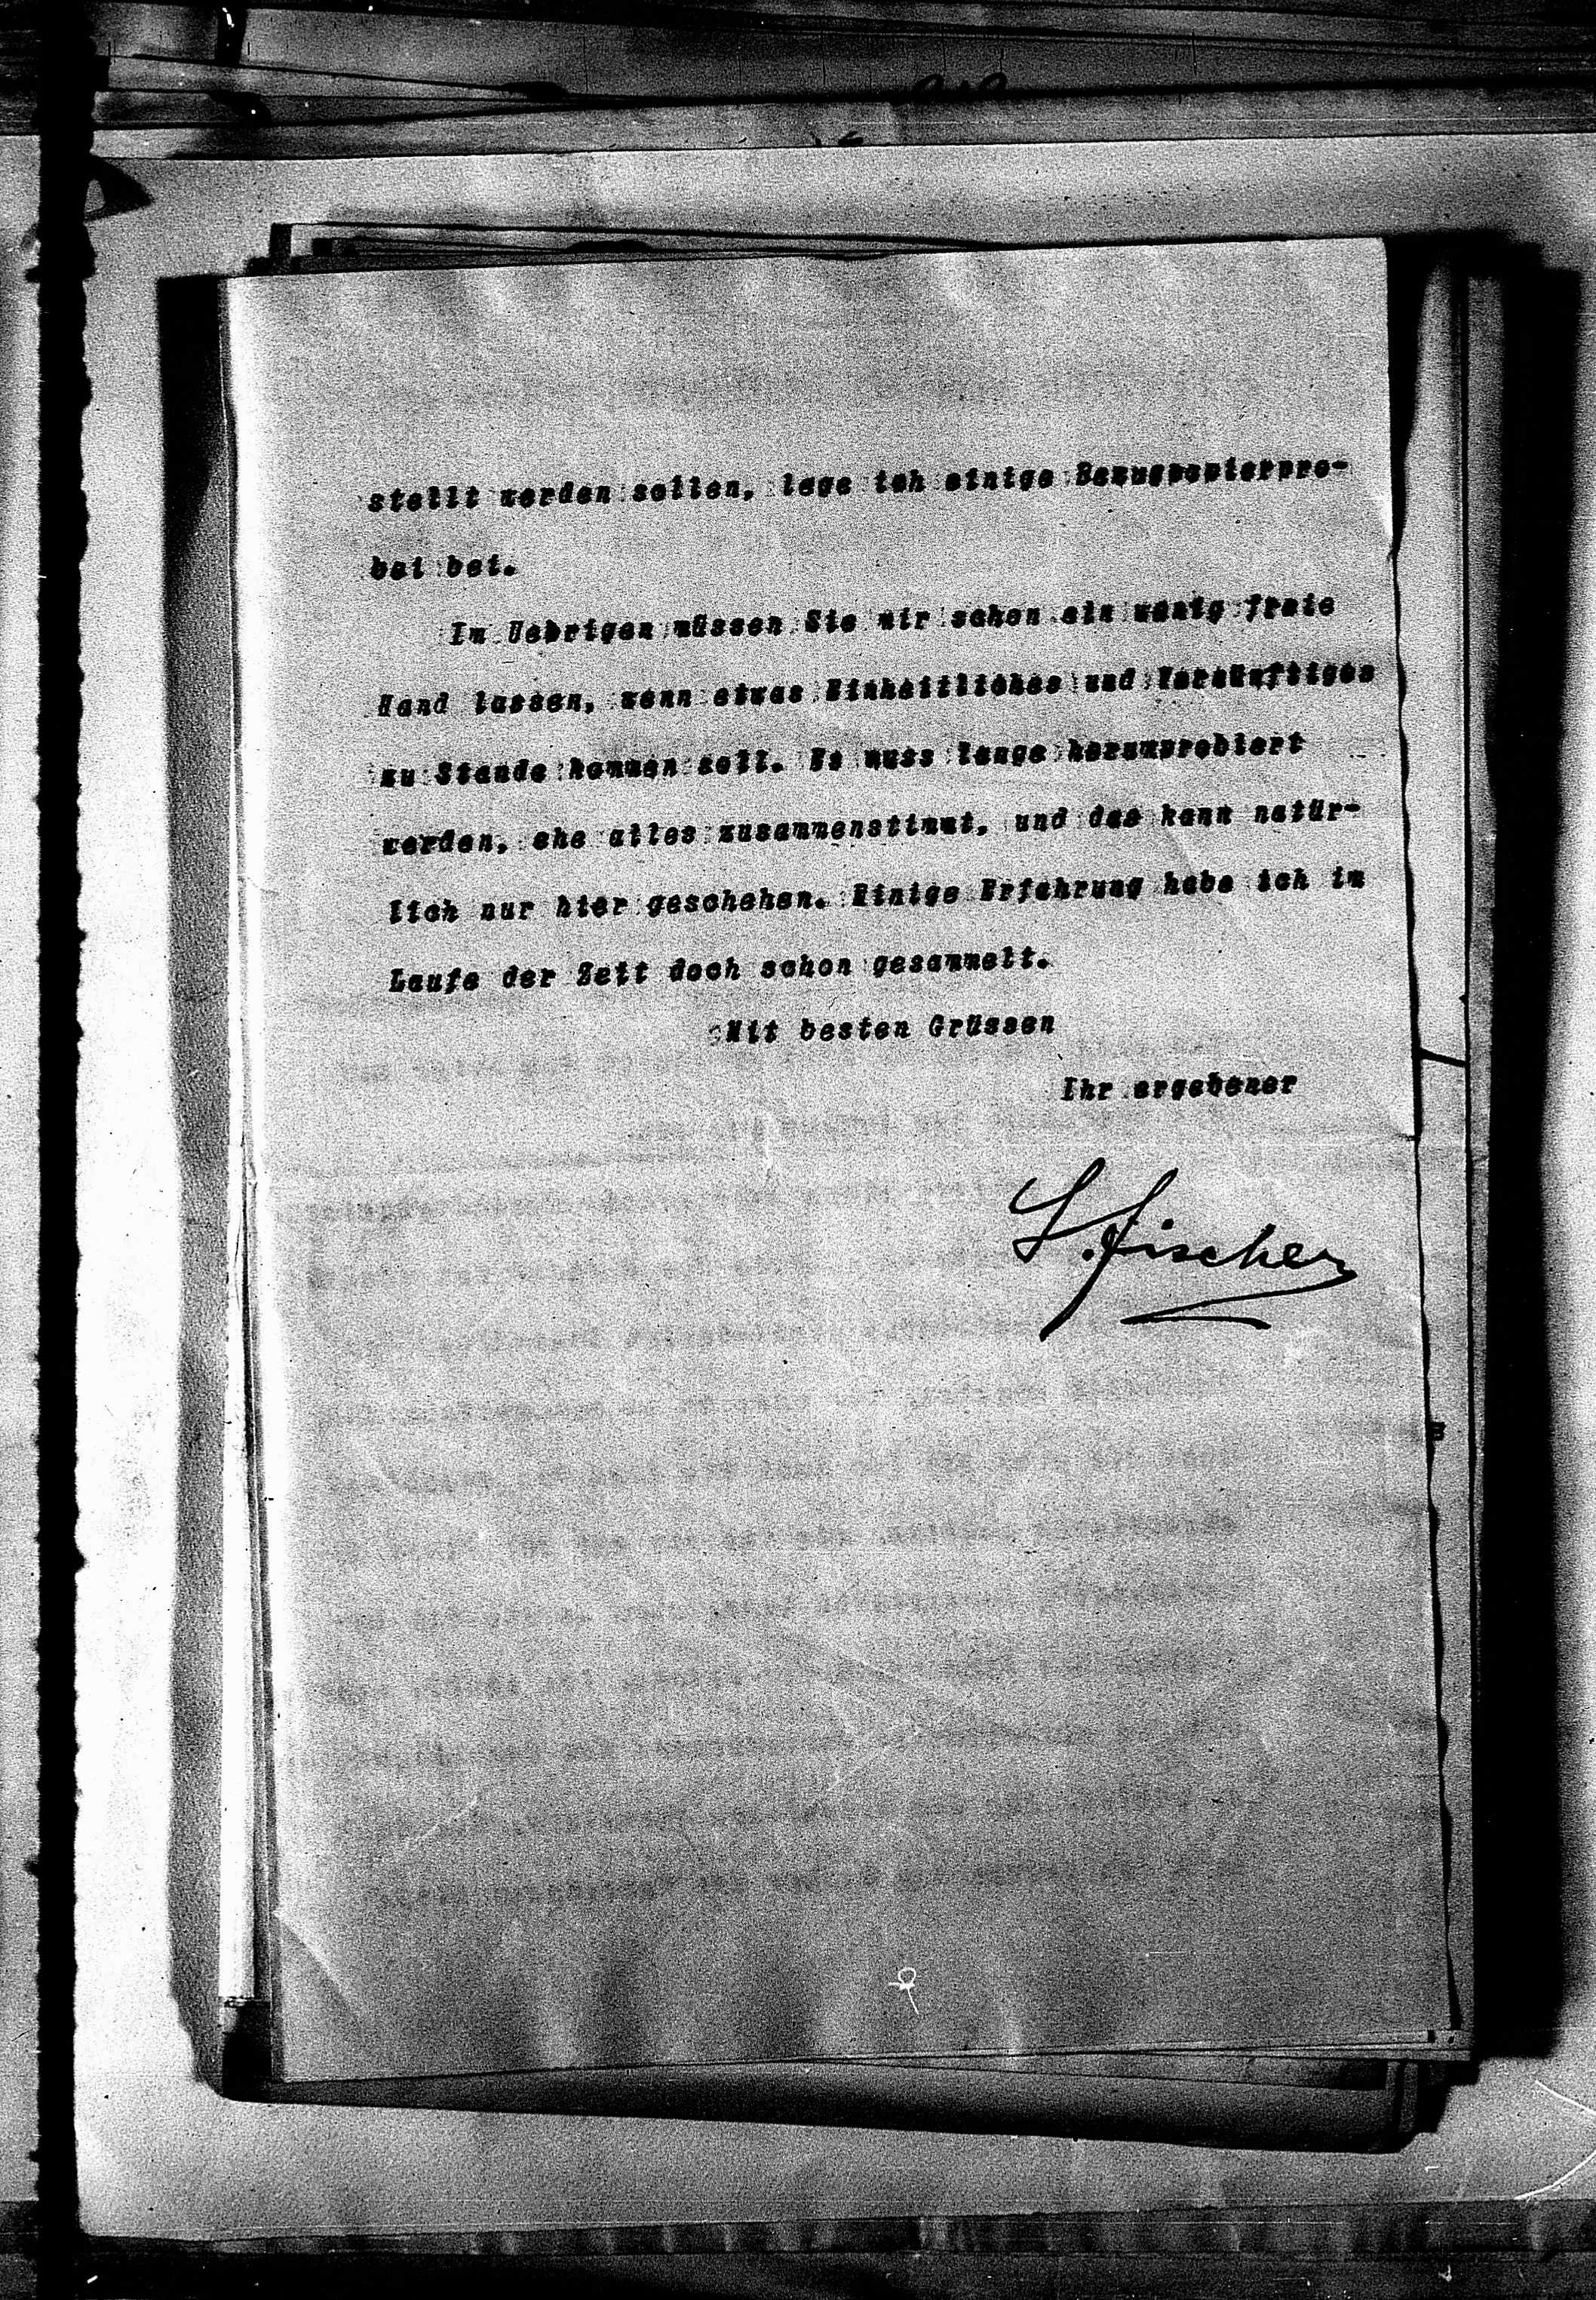 stellt werden sollen, lege ich einige Bezugpapierpro-
bei bei.
Im Uebrigen müssen Sie mir schon ein wenig freie
Hand lassen, wenn etwas Einheitliches und Vernünftiges
zu Stande kommen soll. Es muss lange herumprobiert
werden, ehe alles zusammenstimmt, und das kann natür-
lich nur hier geschehen. Einige Erfahrung habe ich im
Laufe der Zeit doch schon gesammelt.
Mit besten Grüssen
Ihr ergebener
S. Fischer